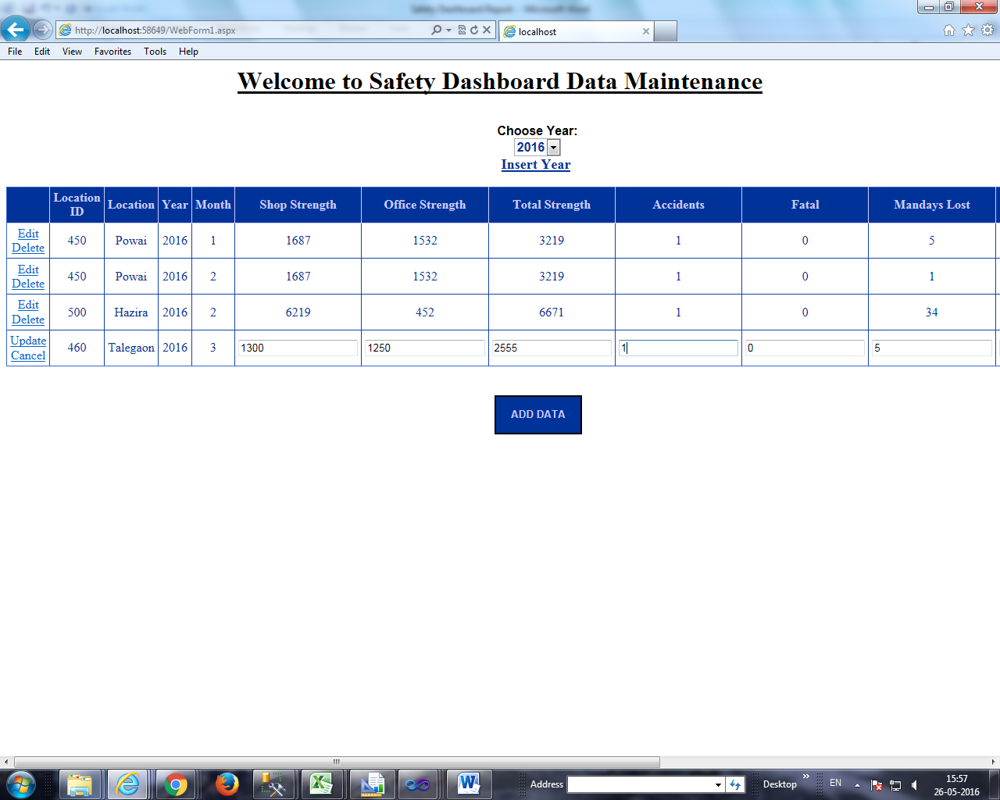 Safety Dashboard Report - Microsoft Word
http://localhost:58649/WebForm1.aspx
localhost
File Edit View Favorites Tools Help
Welcome to Safety Dashboard Data Maintenance
Choose Year:
2016
Insert Year
Location ID Location Year Month Shop Strength Office Strength Total Strength Accidents Fatal Mandays Lost
Edit Delete 450 Powai 2016 1 1687 1532 3219 1 0 5
Edit Delete 450 Powai 2016 2 1687 1532 3219 1 0 1
Edit Delete 500 Hazira 2016 2 6219 452 6671 1 0 34
Update Cancel 460 Talegaon 2016 3 1300 1250 2555 1 0 5
ADD DATA
Address Desktop » EN 15:57
26-05-2016